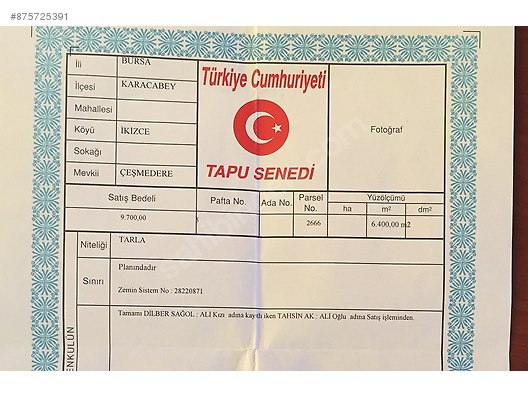 #875725391
İli BURSA
İlçesi KARACABEY
Mahallesi
Köyü İKİZCE
Sokağı
Mevkii ÇEŞMEDERE
Türkiye Cumhuriyeti
TAPU SENEDİ
Fotoğraf
Satış Bedeli Pafta No. Ada No. Parsel No. Yüzölçümü
ha m² dm²
9.700,00 2666 6.400,00 m2
Niteliği TARLA
Sınırı Planındadır
Zemin Sistem No : 28220871
Tamamı DİLBER SAĞOL : ALİ Kızı adına kayıtlı iken TAHSİN AK : ALİ Oğlu adına Satış işleminden.